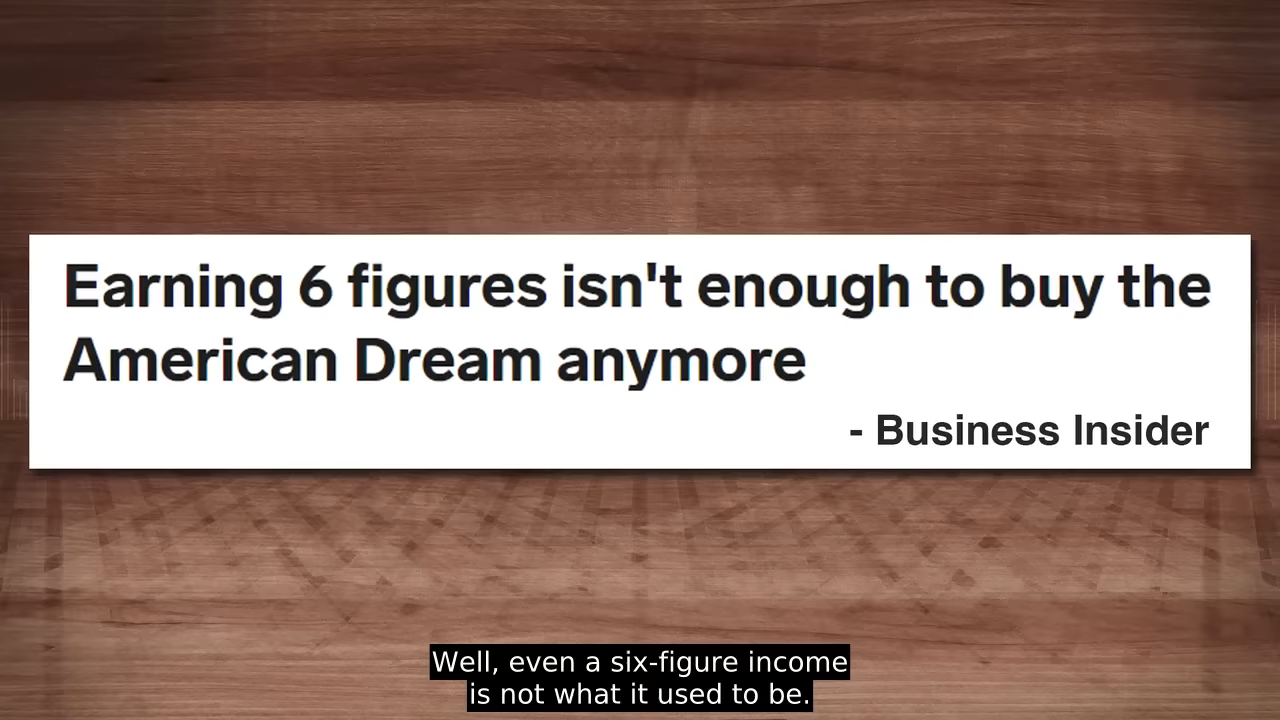 Earning 6 figures isn't enough to buy the
American Dream anymore
- Business Insider
Well, even a six-figure income
is not what it used to be.